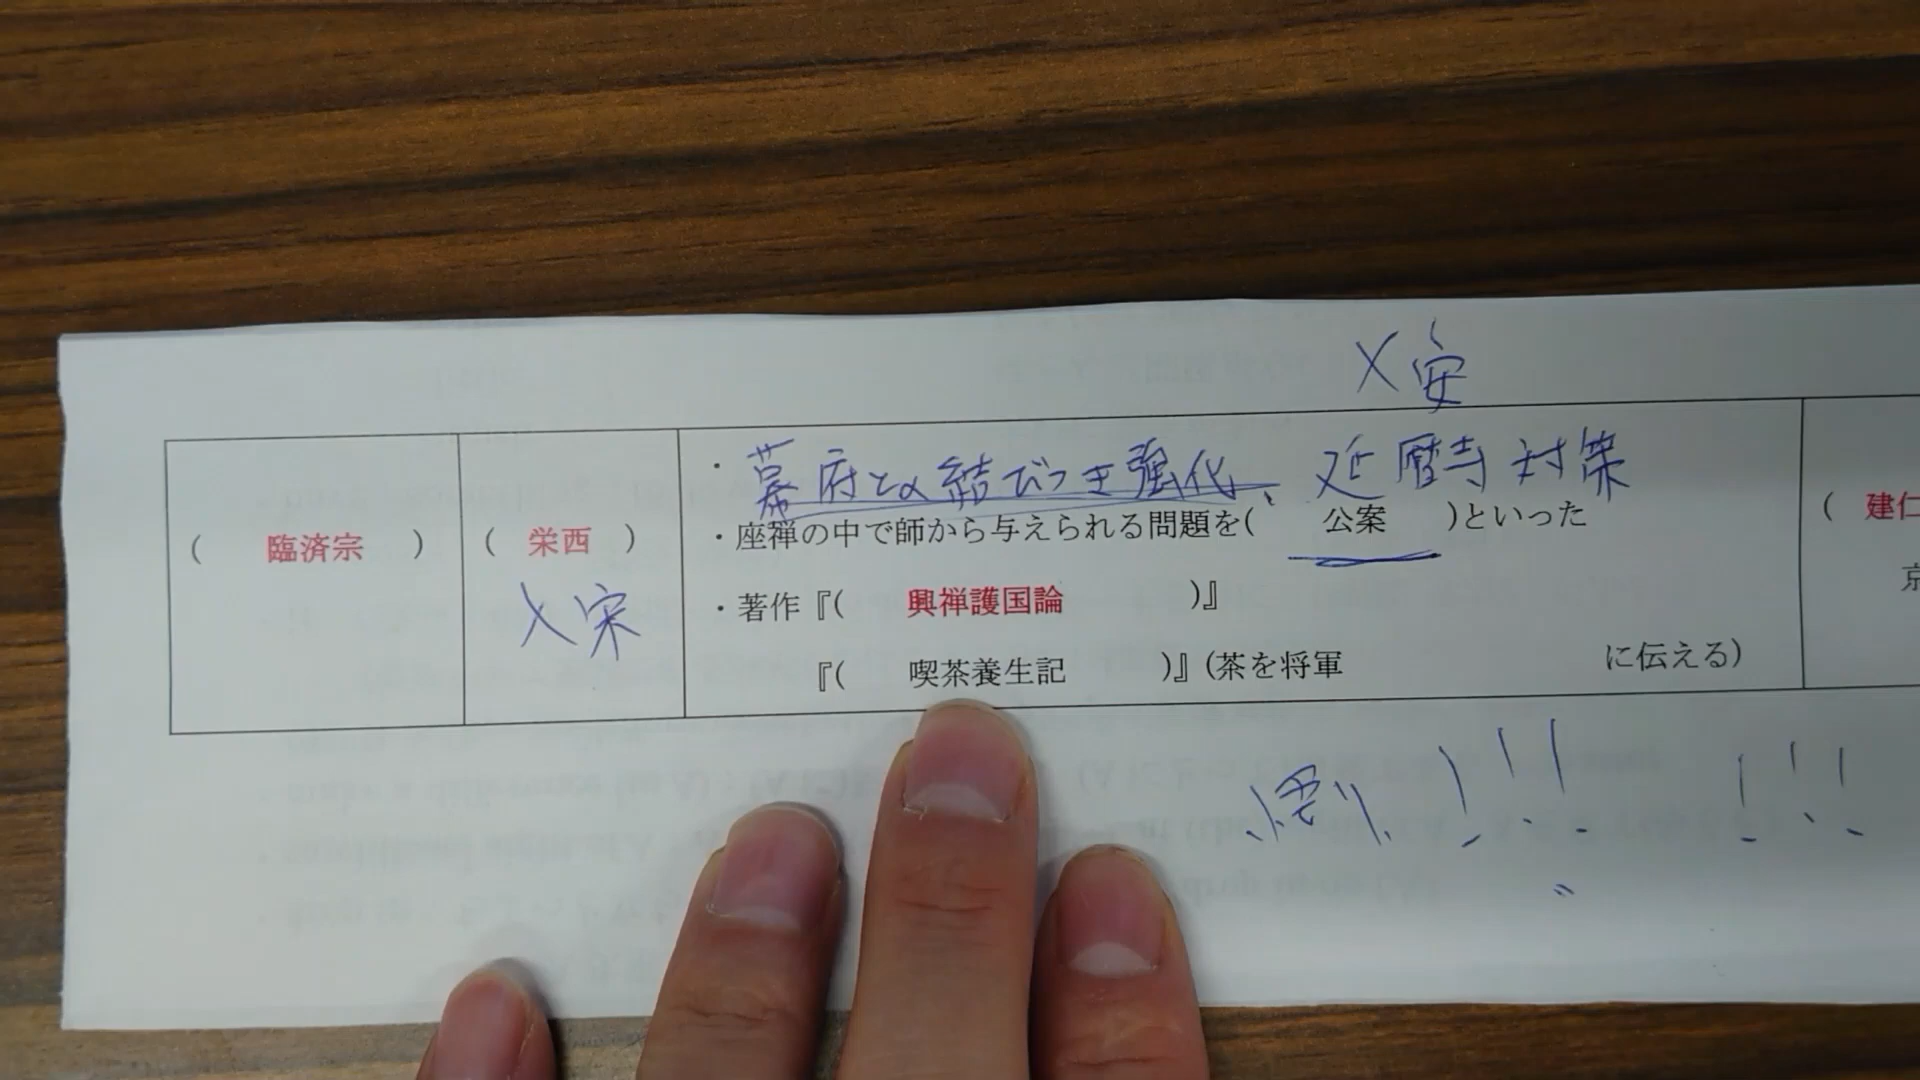 ×安
・幕府との結びつき強化、延暦寺対策
( 臨済宗 )
( 栄西 )
×宋
・座禅の中で師から与えられる問題を( 公案 )といった
・著作『( 興禅護国論 )』
『( 喫茶養生記 )』(茶を将軍 に伝える)
( 建仁
京
!!! !!!